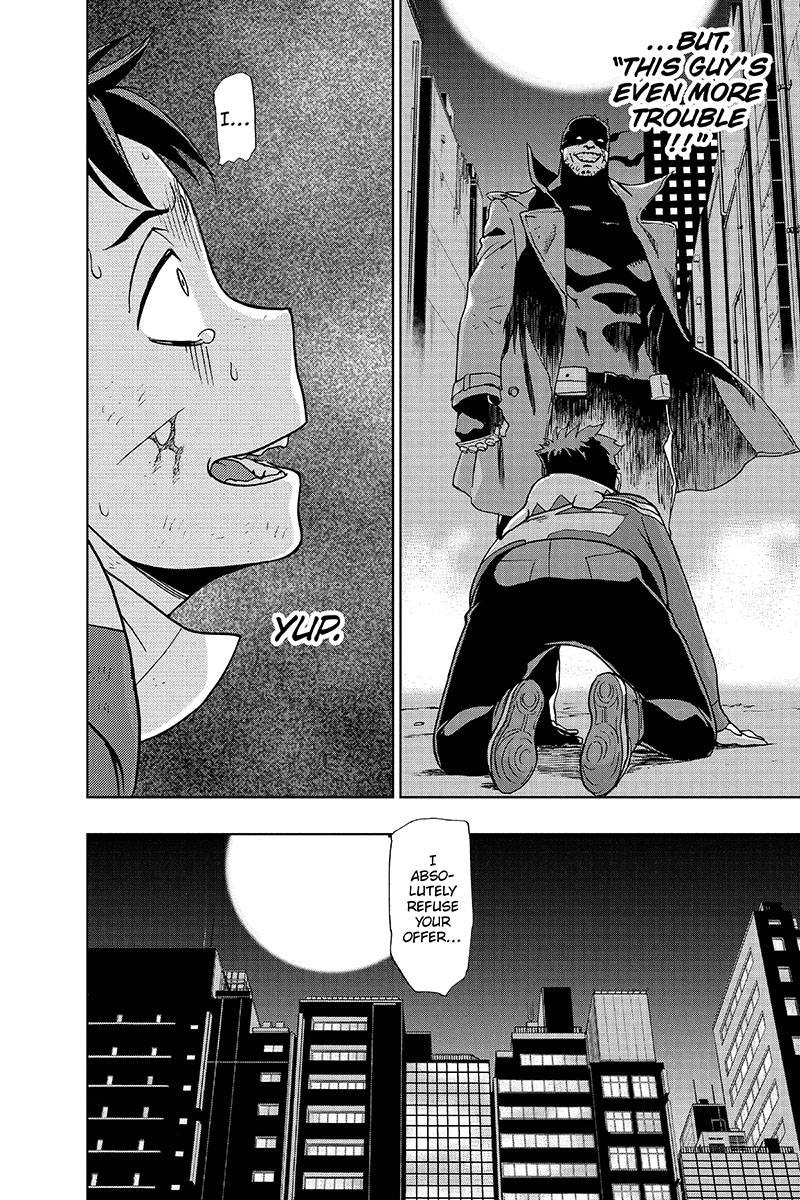 ...BUT,
"THIS GUY'S
EVEN MORE
TROUBLE
!!"
I...
YUP.
I
ABSO-
LUTELY
REFUSE
YOUR
OFFER...